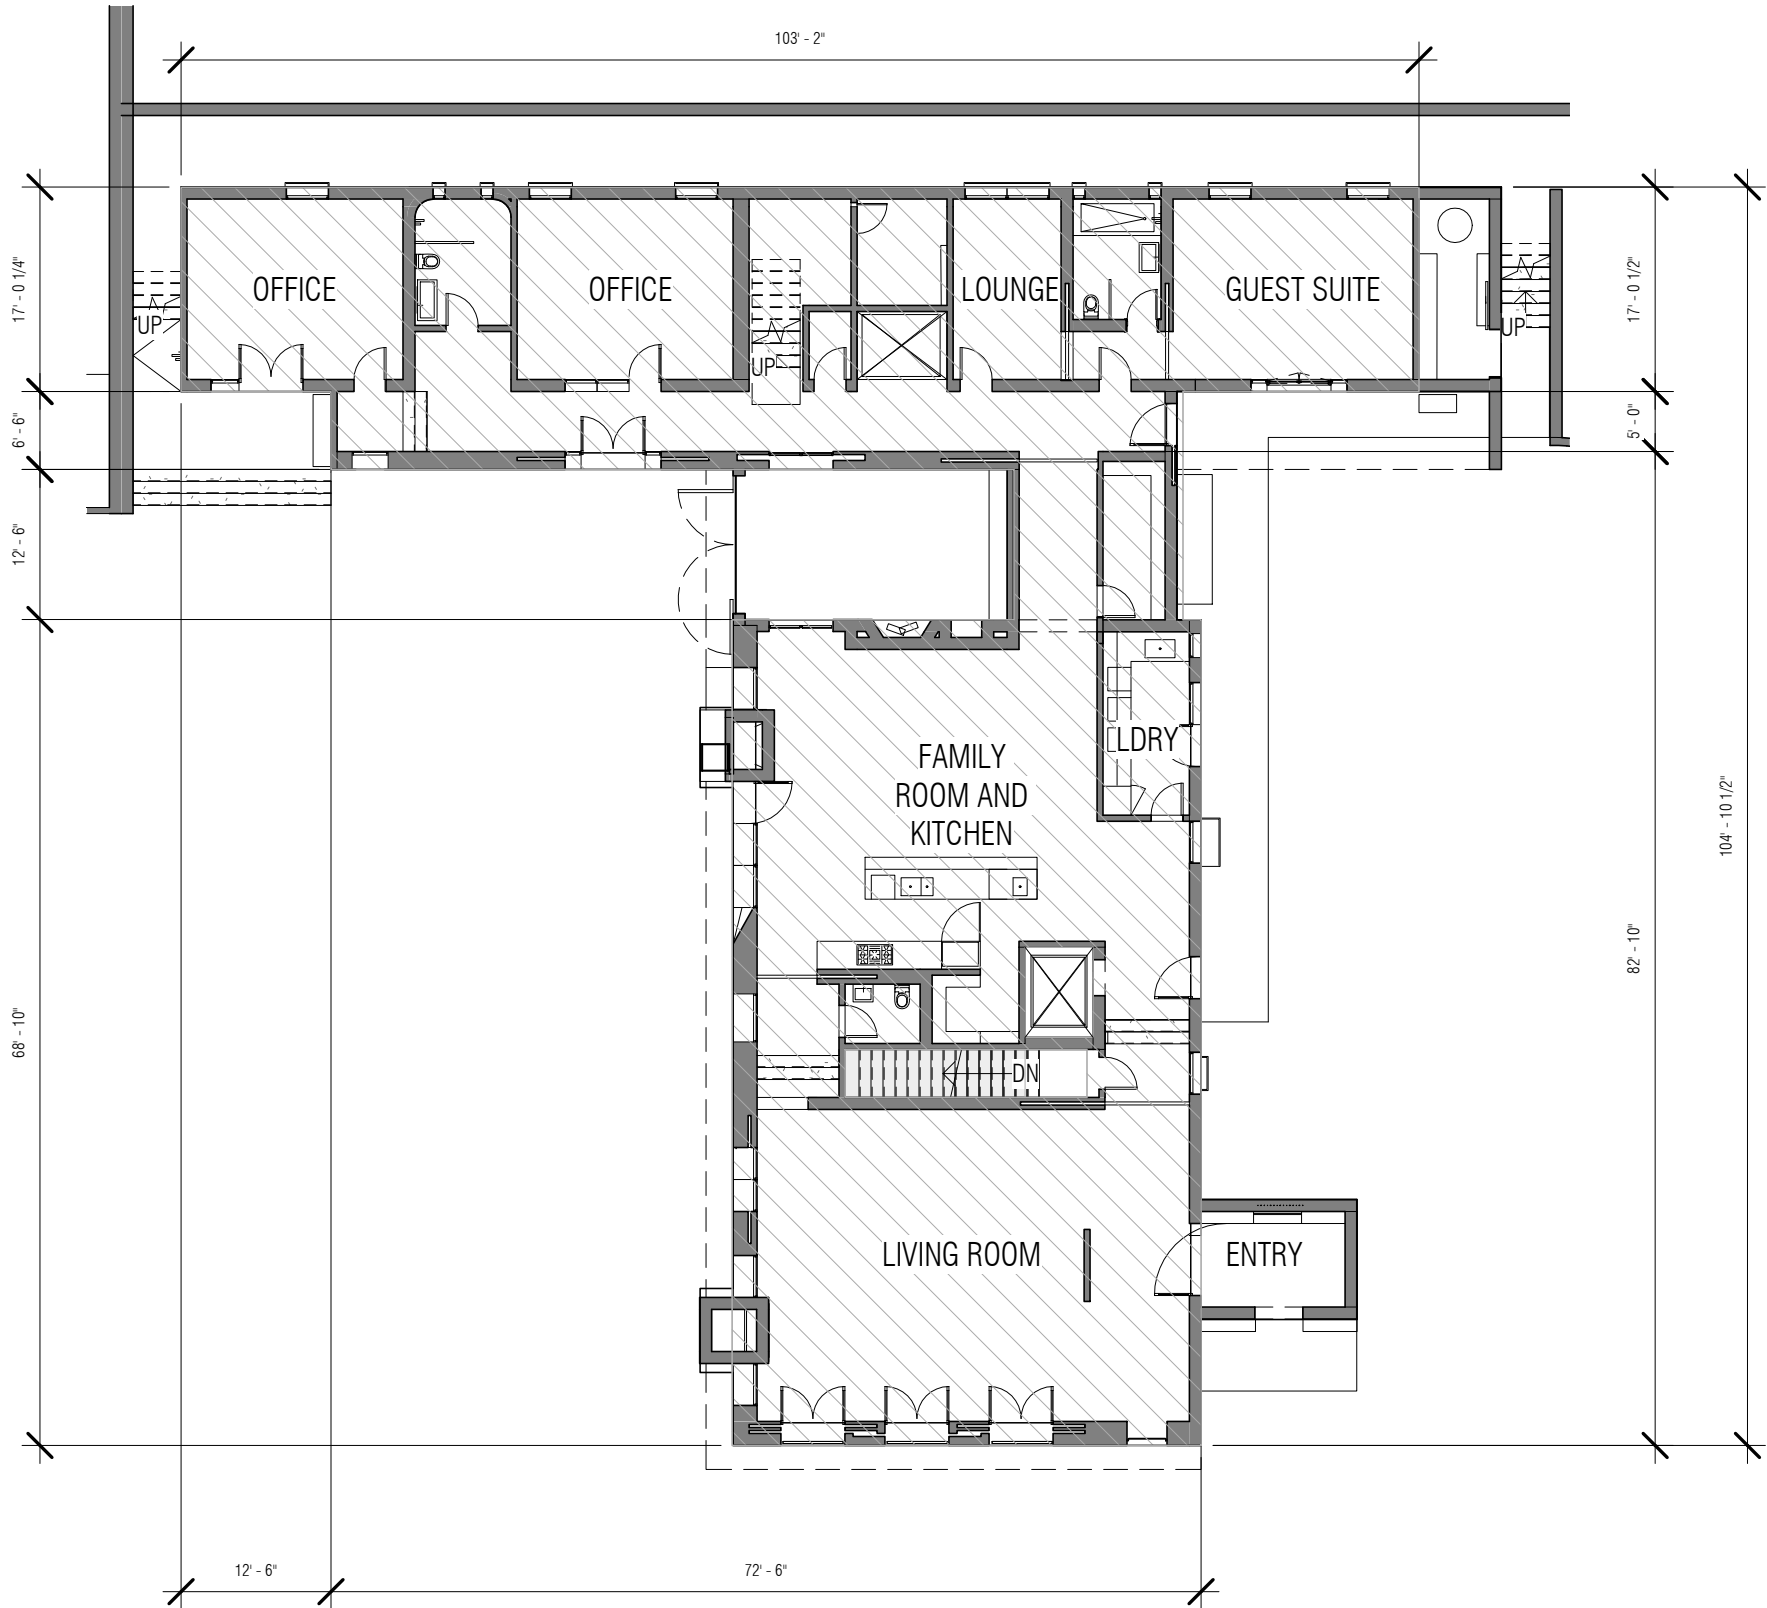 103' - 2"
17' - 0 1/4"
6' - 6"
12' - 6"
68' - 10"
17' - 0 1/2"
5' - 0"
82' - 10"
104' - 10 1/2"
OFFICE
OFFICE
LOUNGE
GUEST SUITE
UP
UP
UP
LDRY
FAMILY
ROOM AND
KITCHEN
DN
LIVING ROOM
ENTRY
12' - 6"
72' - 6"